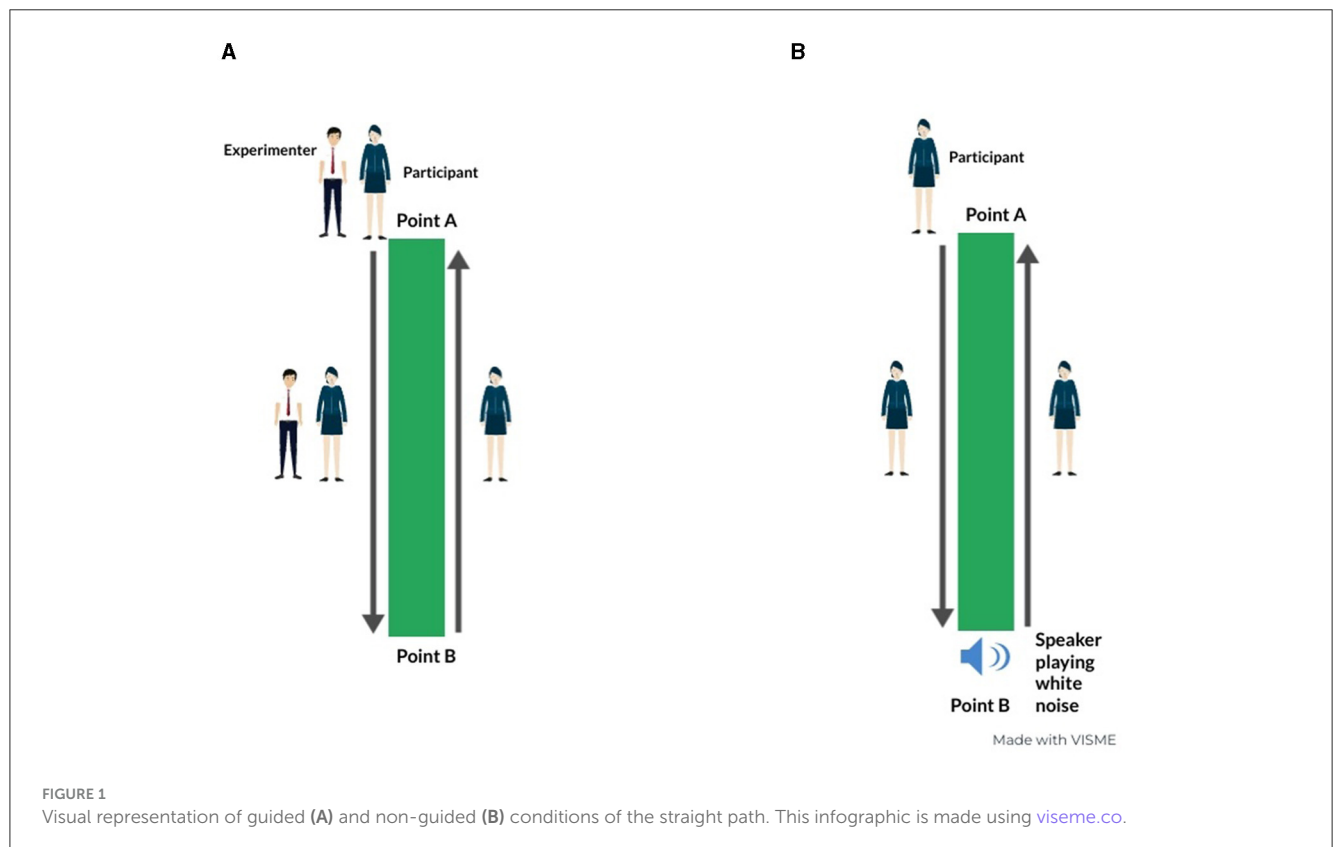 A
Experimenter
Participant
Point A
Point B
B
Participant
Point A
Speaker
playing
white
noise
Point B
Made with VISME
FIGURE 1
Visual representation of guided (A) and non-guided (B) conditions of the straight path. This infographic is made using viseme.co.